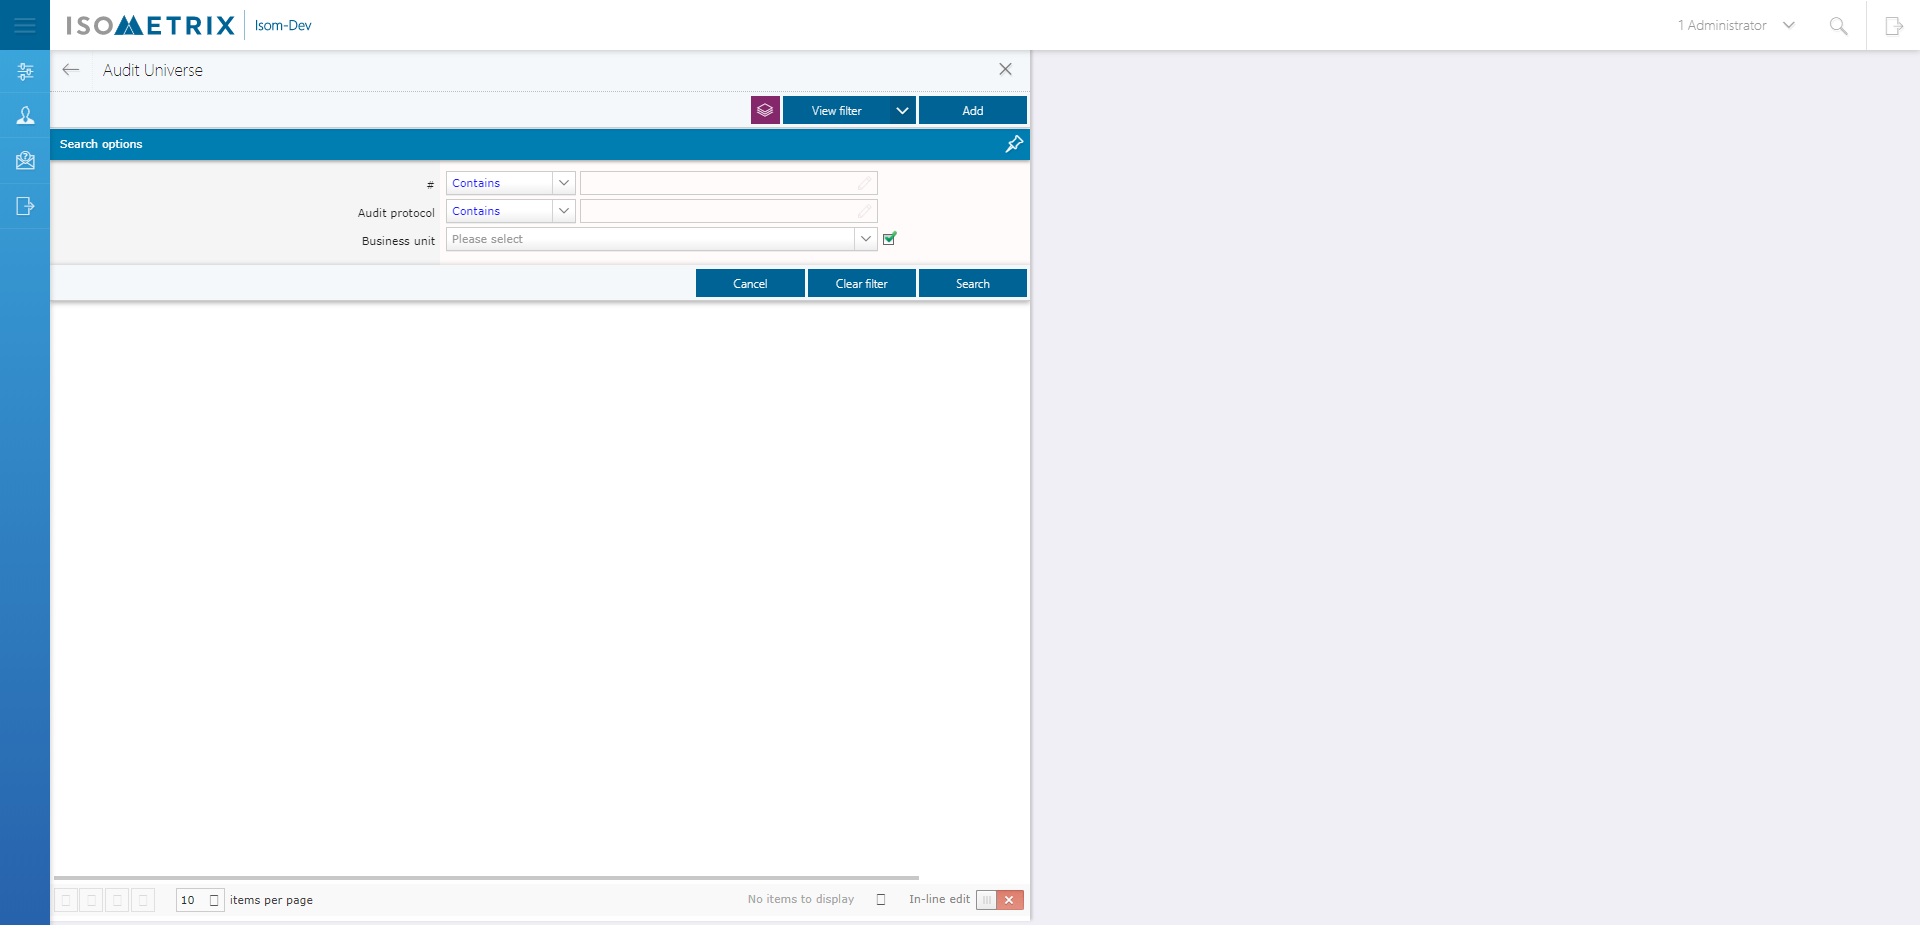 ISOMETRIX Isom-Dev 1 Administrator
Audit Universe
View filter Add
Search options
# Contains
Audit protocol Contains
Business unit Please select
Cancel Clear filter Search
10 items per page No items to display In-line edit